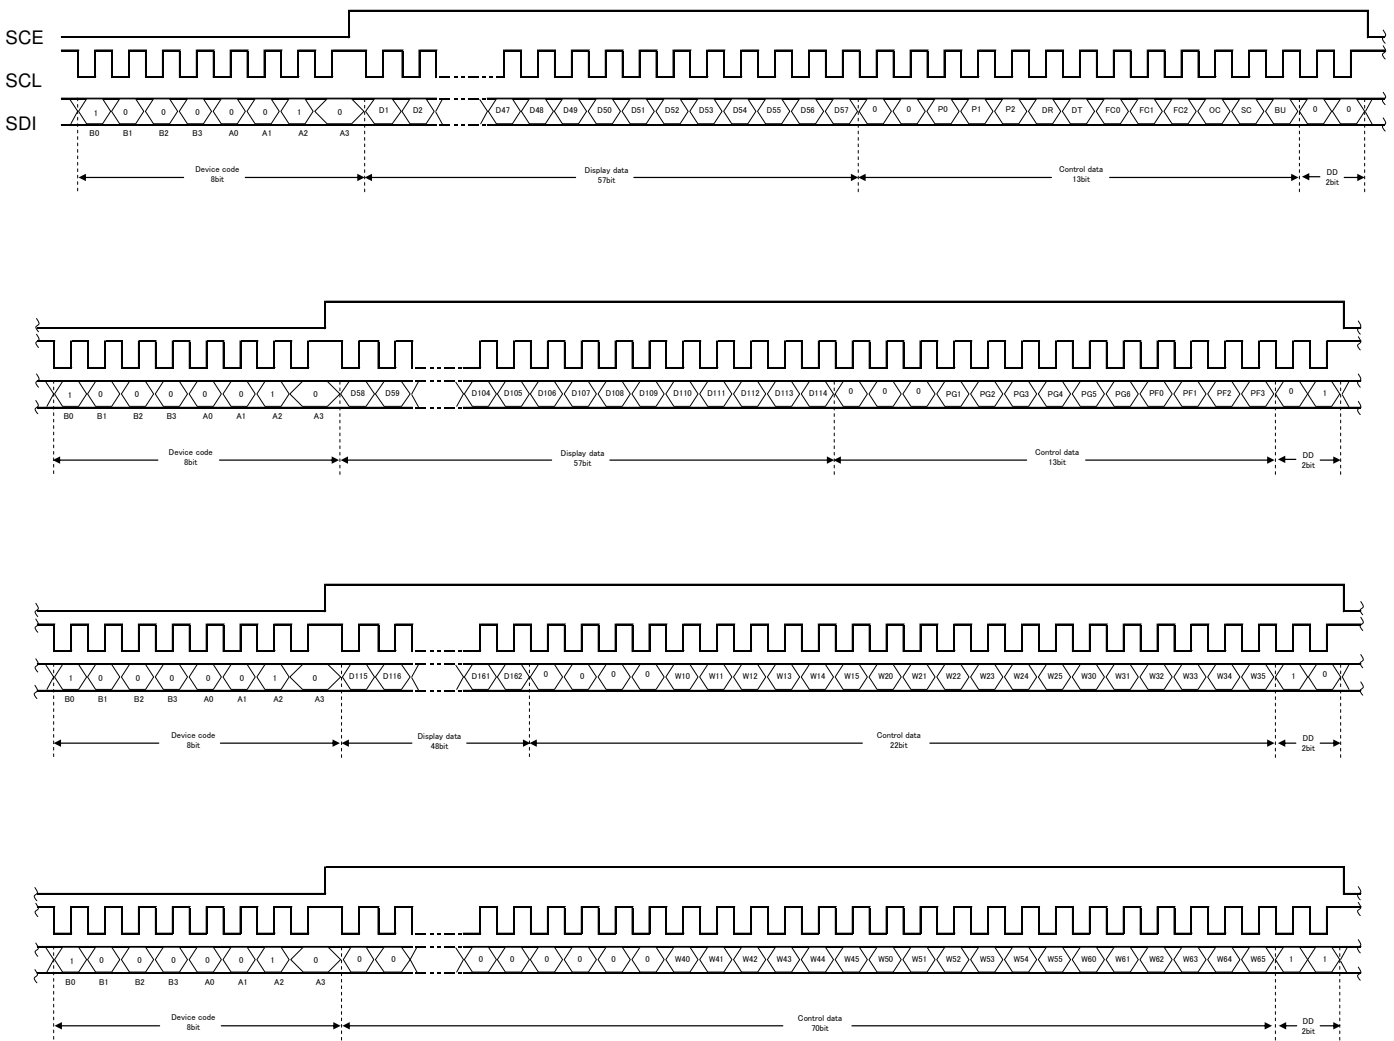 SCE
SCL
SDI
1 0 0 0 0 0 1 0 D1 D2 D47 D48 D49 D50 D51 D52 D53 D54 D55 D56 D57 0 0 P0 P1 P2 DR DT FC0 FC1 FC2 OC SC BU 0 0
B0 B1 B2 B3 A0 A1 A2 A3
Device code Display data Control data DD
8bit 57bit 13bit 2bit
1 0 0 0 0 0 1 0 D58 D59 D104 D105 D106 D107 D108 D109 D110 D111 D112 D113 D114 0 0 0 PG1 PG2 PG3 PG4 PG5 PG6 PF0 PF1 PF2 PF3 0 1
B0 B1 B2 B3 A0 A1 A2 A3
Device code Display data Control data DD
8bit 57bit 13bit 2bit
1 0 0 0 0 0 1 0 D115 D116 D161 D162 0 0 0 0 W10 W11 W12 W13 W14 W15 W20 W21 W22 W23 W24 W25 W30 W31 W32 W33 W34 W35 1 0
B0 B1 B2 B3 A0 A1 A2 A3
Device code Display data Control data DD
8bit 48bit 22bit 2bit
1 0 0 0 0 0 1 0 0 0 0 0 0 0 0 0 W40 W41 W42 W43 W44 W45 W50 W51 W52 W53 W54 W55 W60 W61 W62 W63 W64 W65 1 1
B0 B1 B2 B3 A0 A1 A2 A3
Device code Control data DD
8bit 70bit 2bit